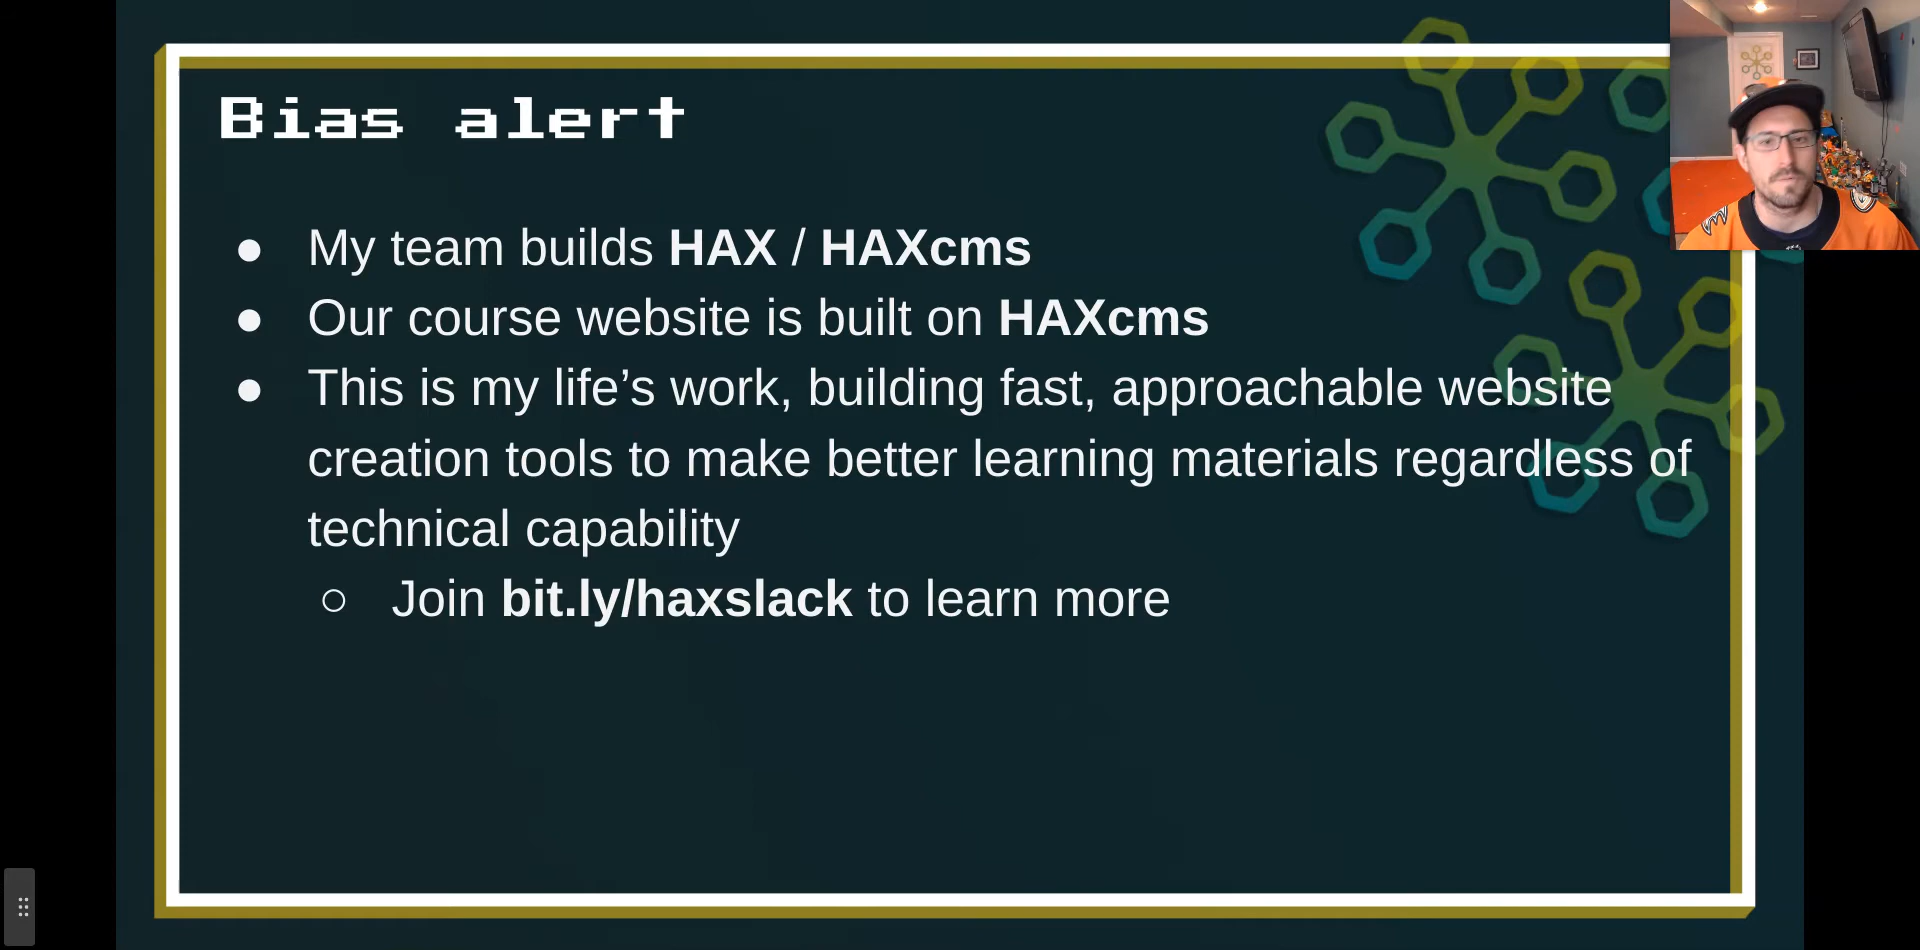 Bias alert
● My team builds HAX / HAXcms
● Our course website is built on HAXcms
● This is my life’s work, building fast, approachable website
creation tools to make better learning materials regardless of
technical capability
○ Join bit.ly/haxslack to learn more